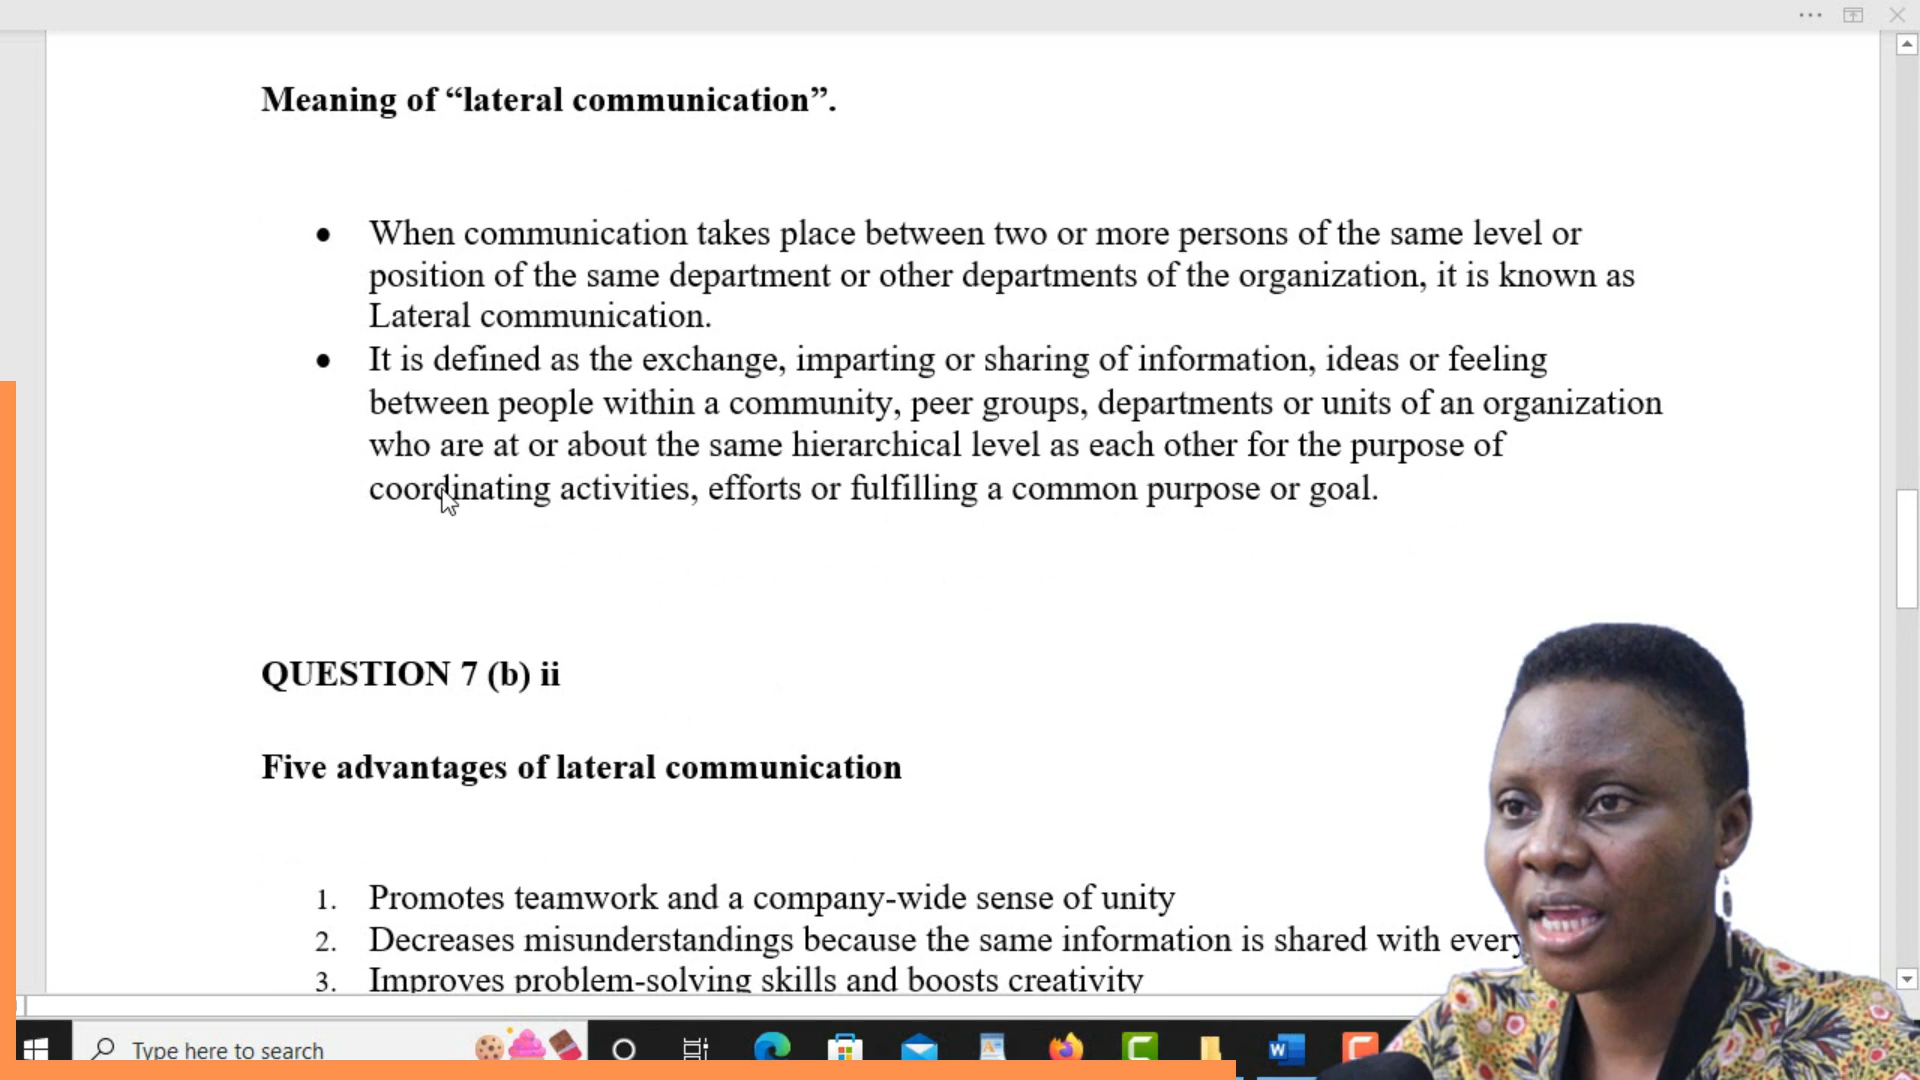 Meaning of “lateral communication”.
● When communication takes place between two or more persons of the same level or
position of the same department or other departments of the organization, it is known as
Lateral communication.
● It is defined as the exchange, imparting or sharing of information, ideas or feeling
between people within a community, peer groups, departments or units of an organization
who are at or about the same hierarchical level as each other for the purpose of
coordinating activities, efforts or fulfilling a common purpose or goal.
QUESTION 7 (b) ii
Five advantages of lateral communication
1. Promotes teamwork and a company-wide sense of unity
2. Decreases misunderstandings because the same information is shared with
3. Improves problem-solving skills and boosts creativity
Type here to search